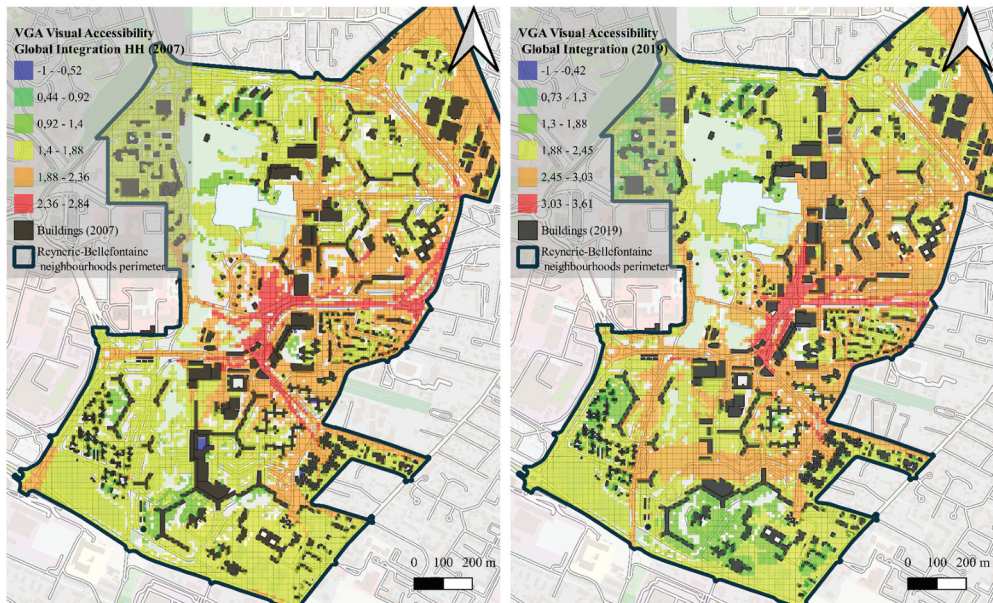 VGA Visual Accessibility
Global Integration HH (2007)
-1 - -0,52
0,44 - 0,92
0,92 - 1,4
1,4 - 1,88
1,88 - 2,36
2,36 - 2,84
Buildings (2007)
Reynerie-Bellefontaine
neighbourhoods perimeter
0 100 200 m
VGA Visual Accessibility
Global Integration (2019)
-1 - -0,42
0,73 - 1,3
1,3 - 1,88
1,88 - 2,45
2,45 - 3,03
3,03 - 3,61
Buildings (2019)
Reynerie-Bellefontaine
neighbourhoods perimeter
0 100 200 m